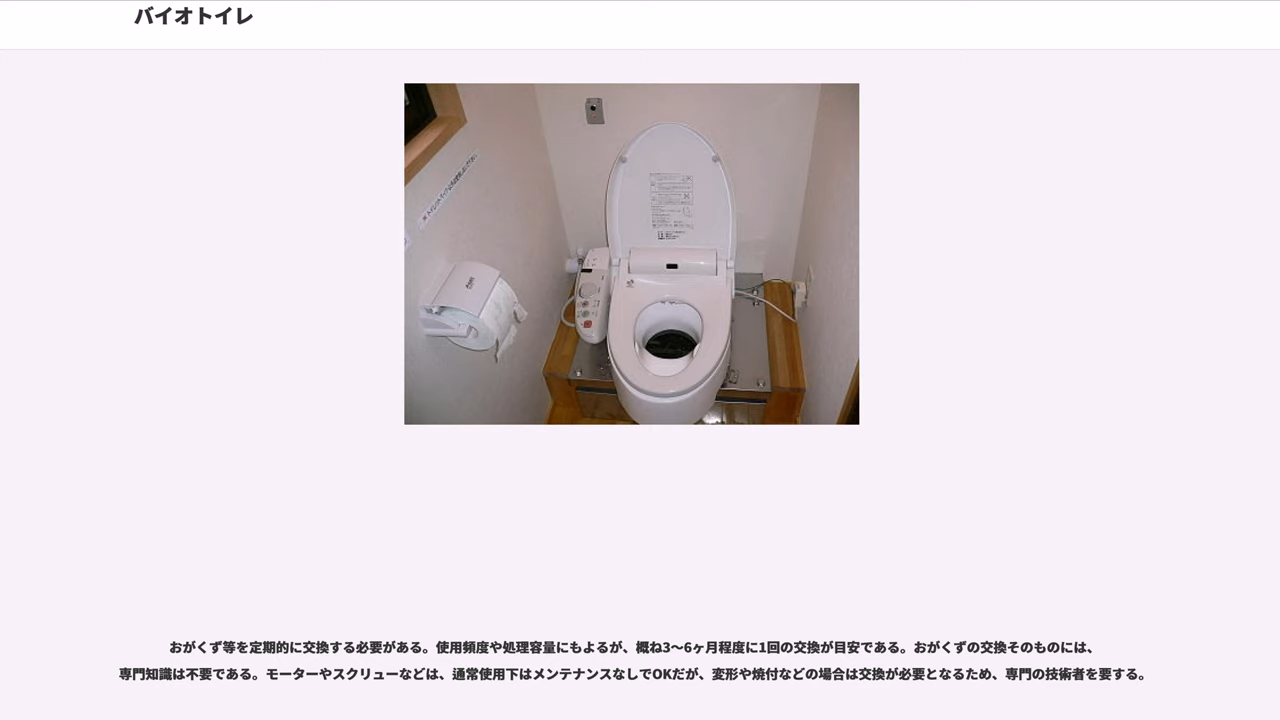 バイオトイレ
おがくず等を定期的に交換する必要がある。使用頻度や処理容量にもよるが、概ね3〜6ヶ月程度に1回の交換が目安である。おがくずの交換そのものには、
専門知識は不要である。モーターやスクリューなどは、通常使用下はメンテナンスなしでOKだが、変形や焼付などの場合は交換が必要となるため、専門の技術者を要する。